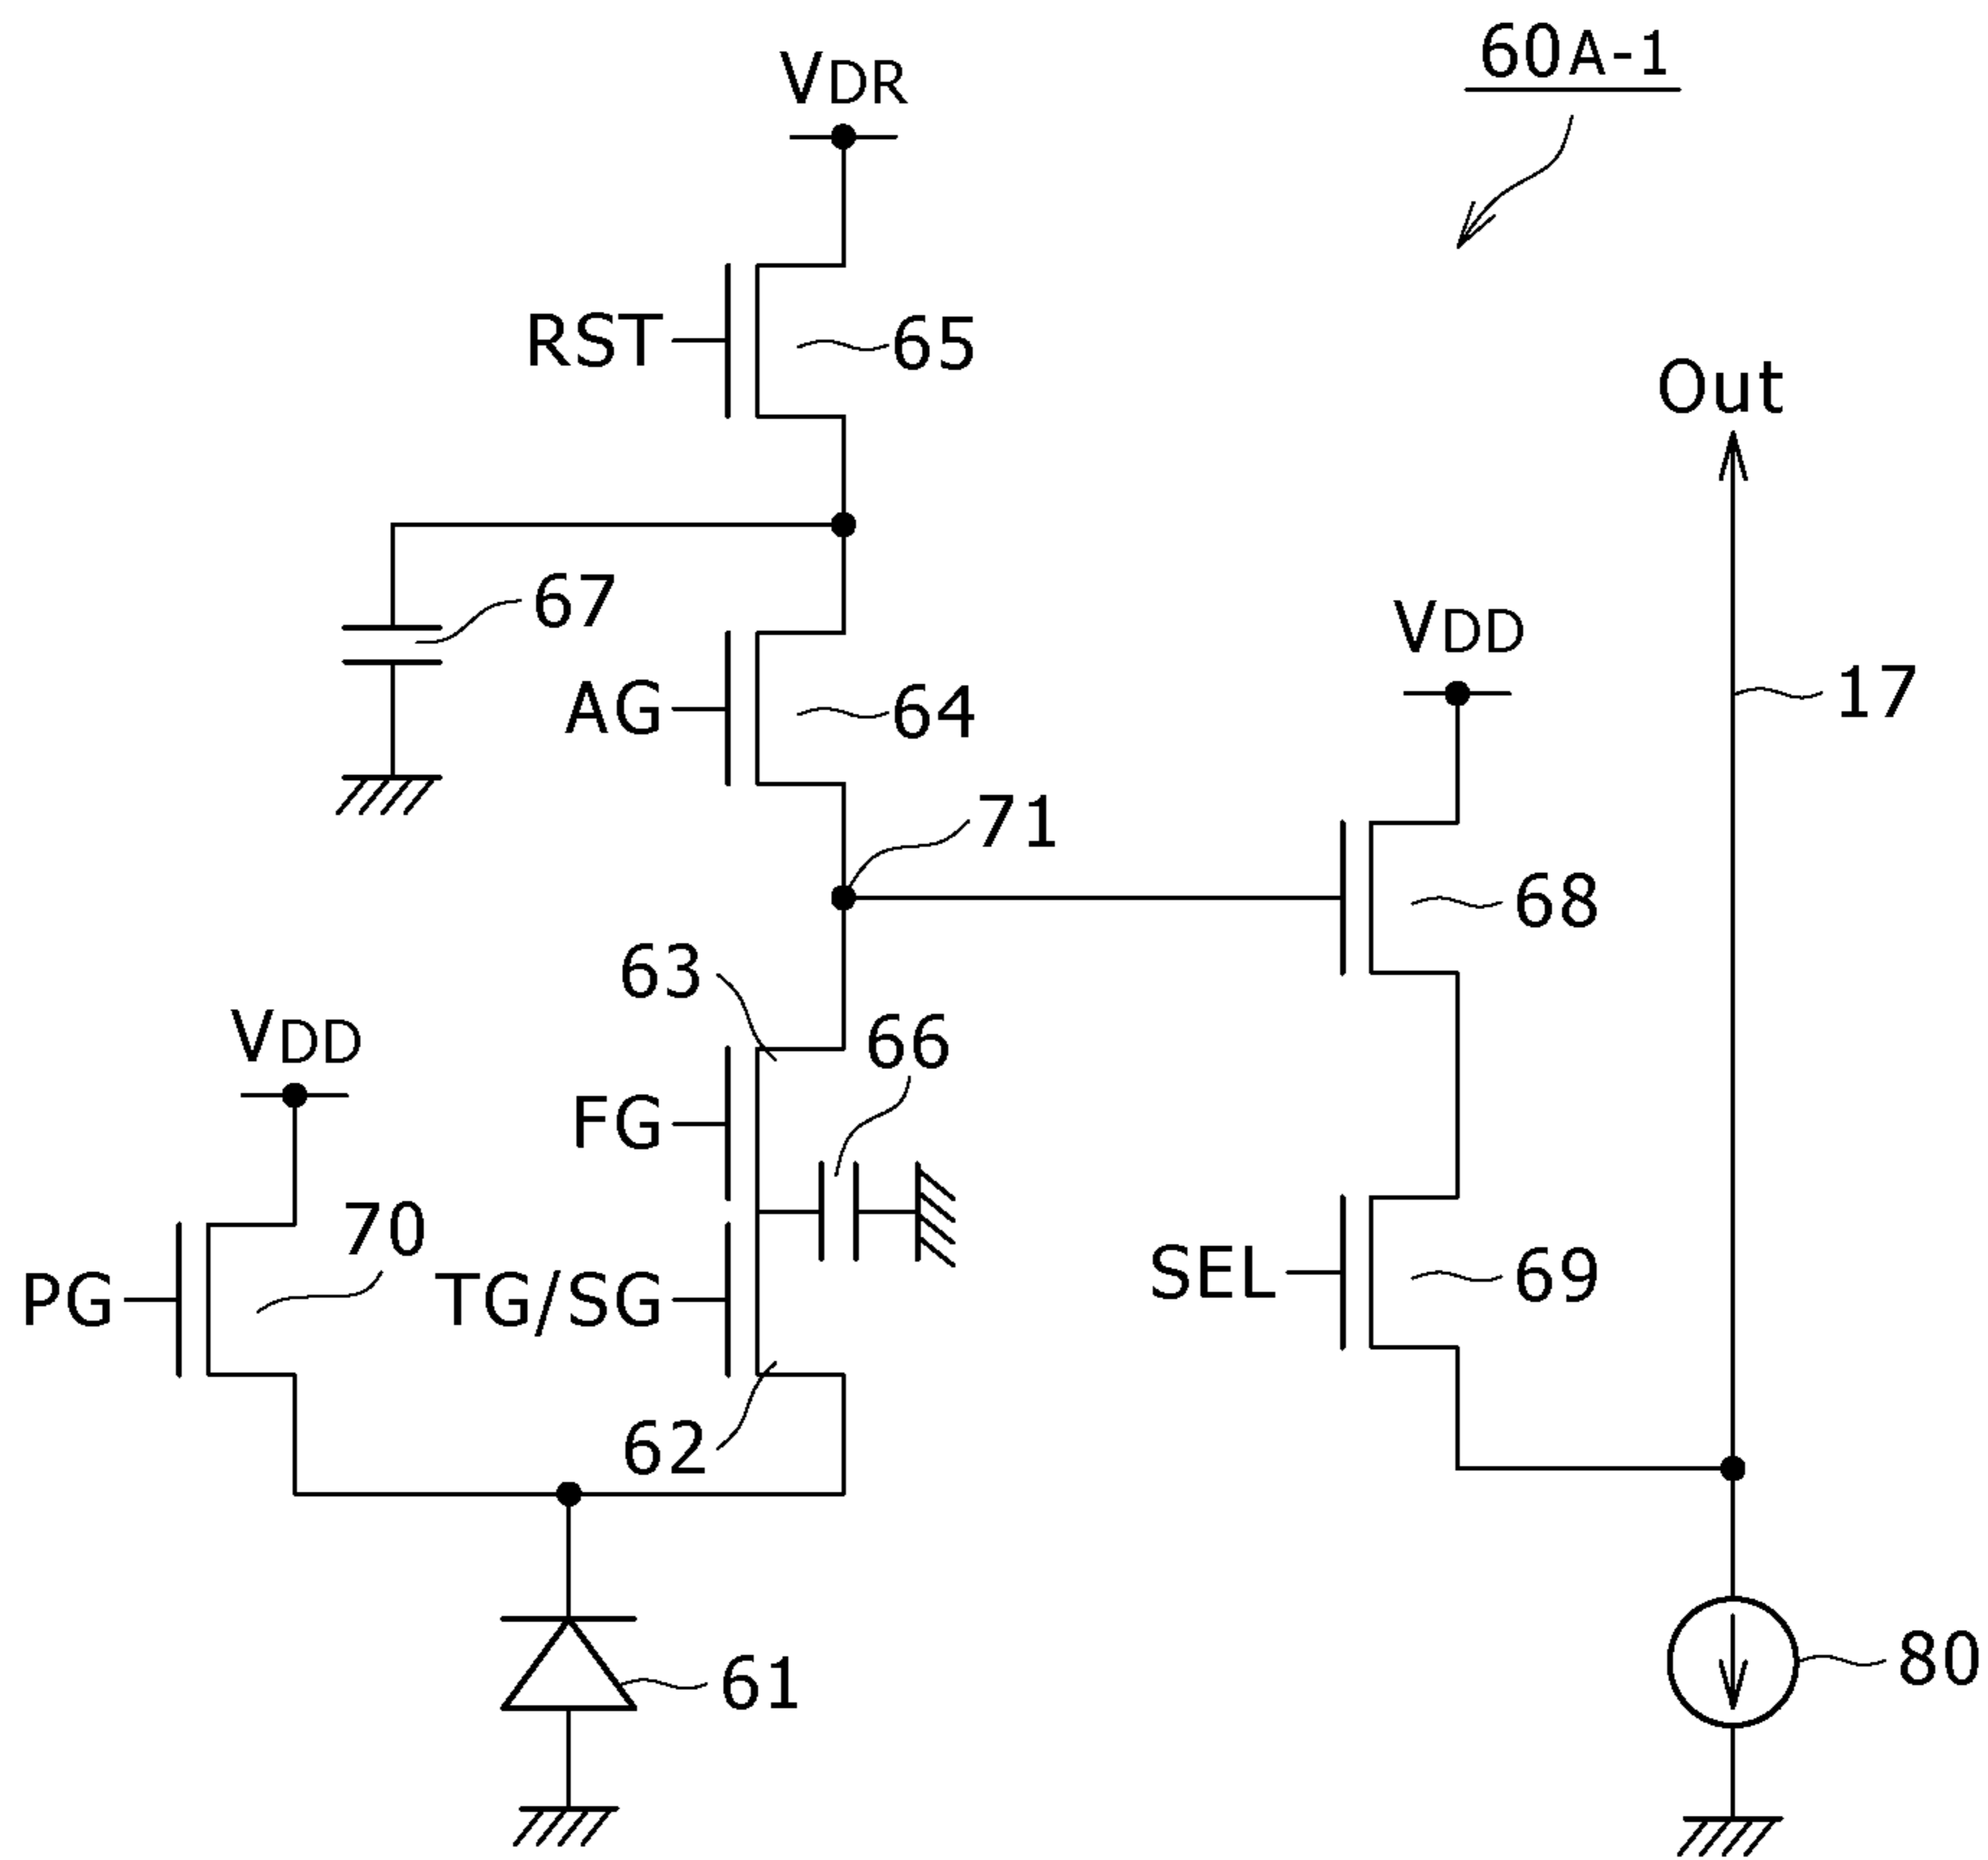 60A-1
VDR
RST
65
Out
67
VDD
AG
64
17
71
68
63
VDD
66
FG
70
PG
TG/SG
SEL
69
62
61
80